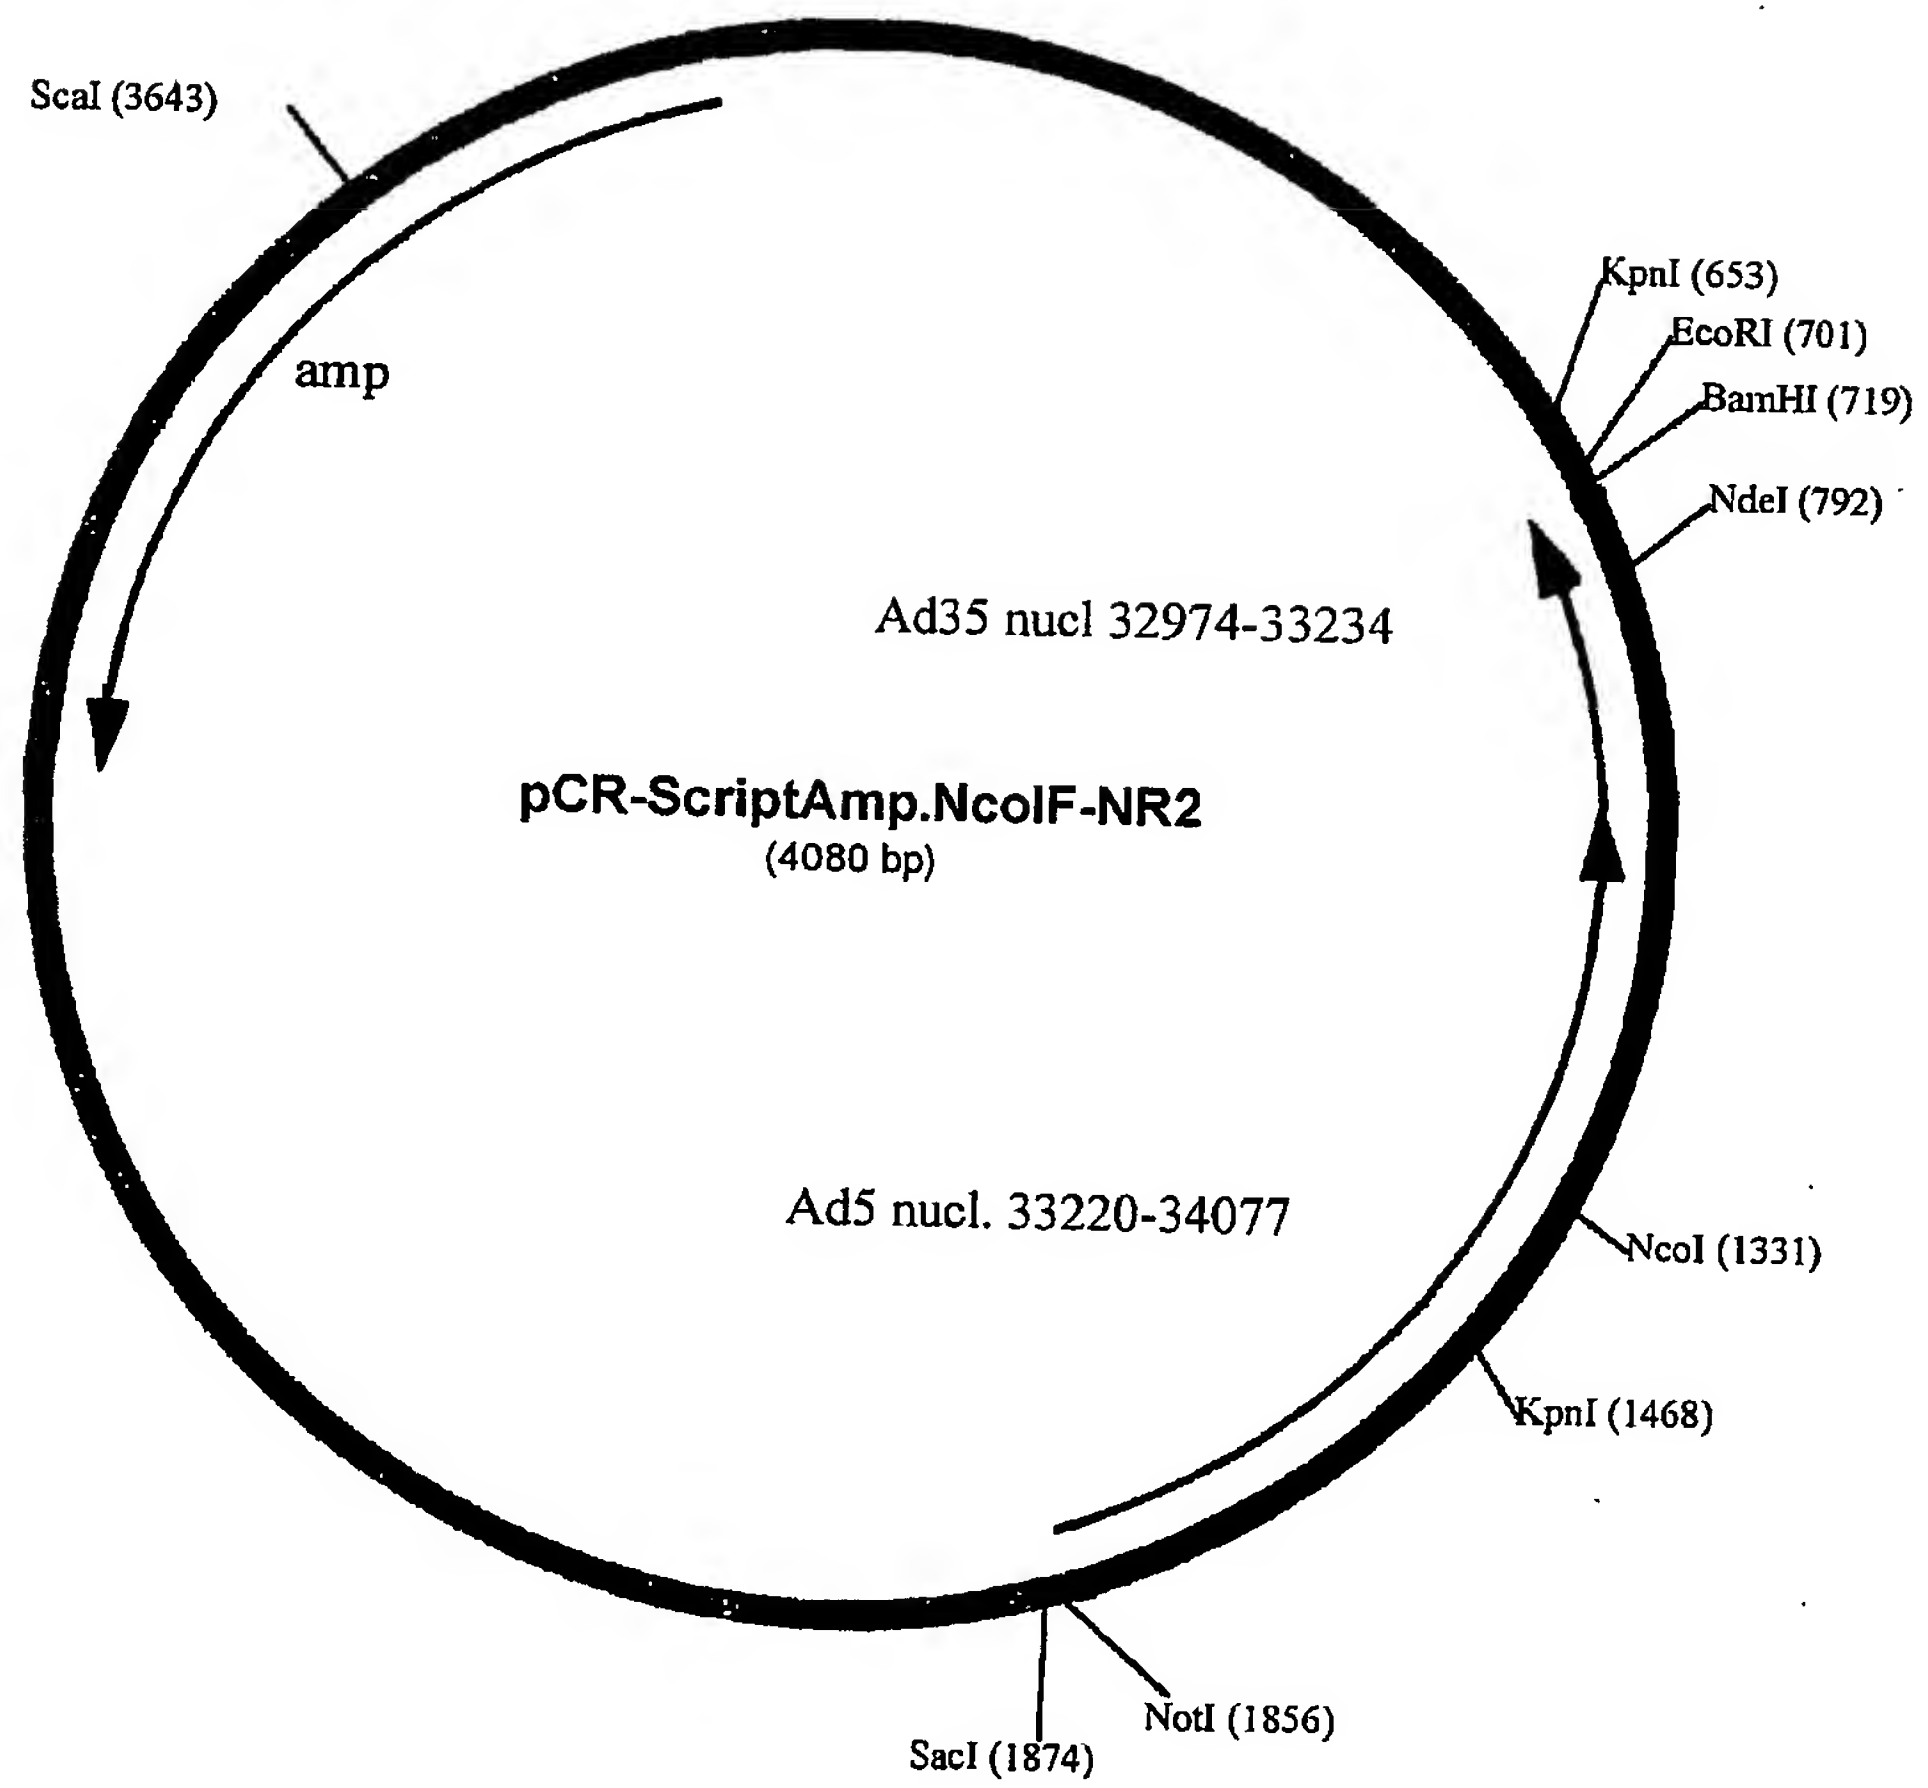 ScaI (3643)
KpnI (653)
EcoRI (701)
BamHI (719)
amp
NdeI (792)
Ad35 nucl 32974-33234
pCR-ScriptAmp.NcoIF-NR2
(4080 bp)
Ad5 nucl. 33220-34077
NcoI (1331)
KpnI (1468)
NotI (1856)
SacI (1874)